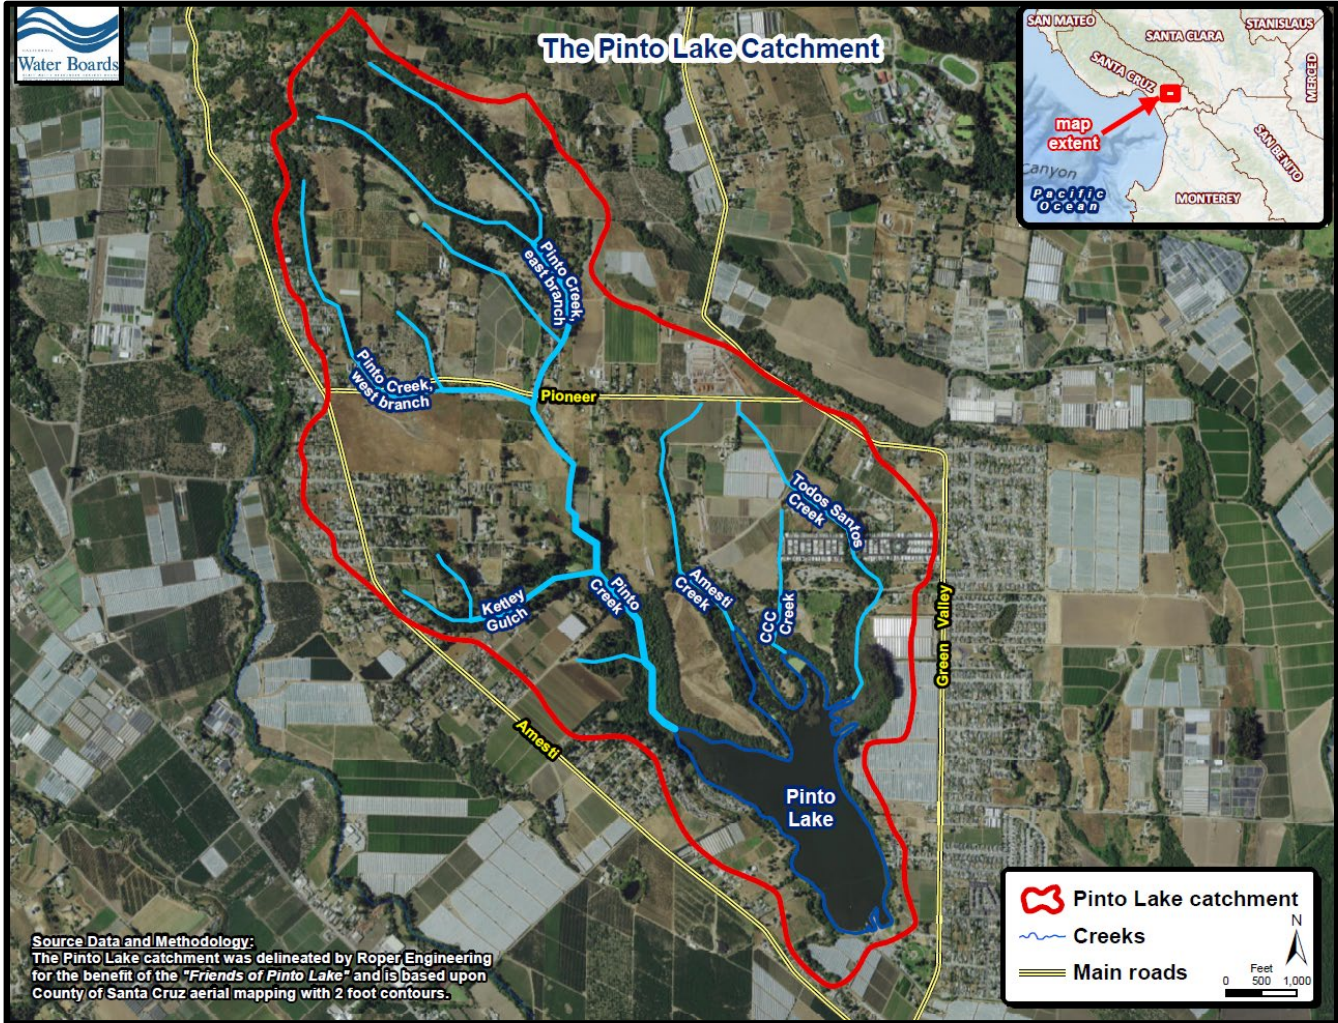 CALIFORNIA
Water Boards
The Pinto Lake Catchment
SAN MATEO
STANISLAUS
SANTA CLARA
SANTA CRUZ
MERCED
map
extent
SAN BENITO
Canyon
Pacific
Ocean
MONTEREY
Pinto Creek,
east branch
Pinto Creek,
west branch
Pioneer
Todos Santos
Creek
Amesti
Creek
CCC
Creek
Ketley
Gulch
Pinto
Creek
Green Valley
Amesti
Pinto
Lake
Pinto Lake catchment
Creeks
Main roads
N
Feet
0 500 1,000
Source Data and Methodology:
The Pinto Lake catchment was delineated by Roper Engineering
for the benefit of the "Friends of Pinto Lake" and is based upon
County of Santa Cruz aerial mapping with 2 foot contours.